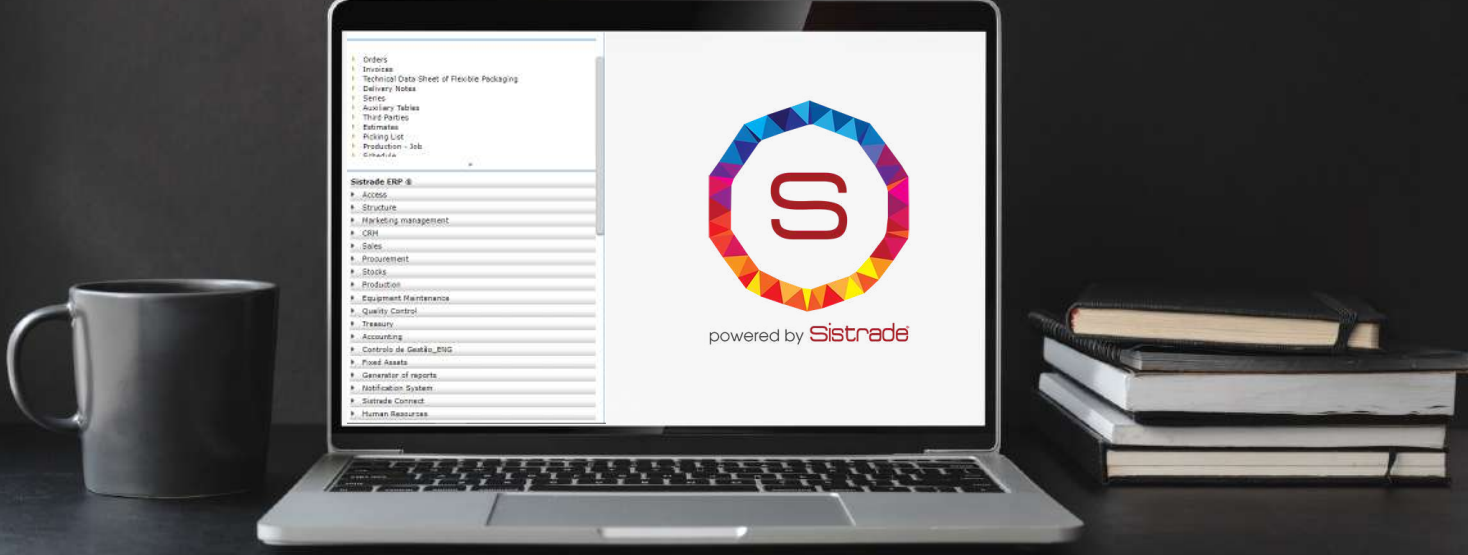 Orders
Invoices
Technical Data Sheet of Flexible Packaging
Delivery Notes
Series
Auxiliary Tables
Third Parties
Estimates
Picking List
Production - Job
Schedule
Sistrade ERP ®
Access
Structure
Marketing management
CRM
Sales
Procurement
Stocks
Production
Equipment Maintenance
Quality Control
Treasury
Accounting
Controlo de Gestão_ENG
Fixed Assets
Generator of reports
Notification System
Sistrade Connect
Human Resources
S
powered by Sistrade®